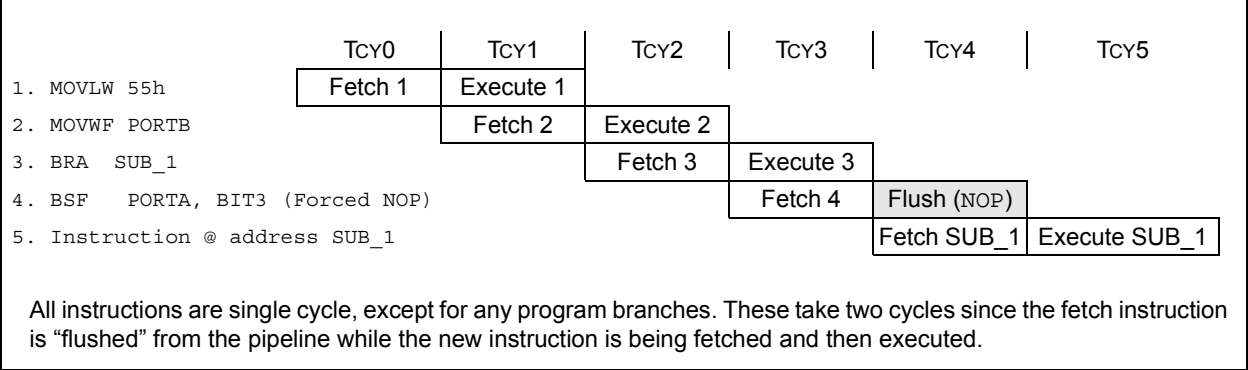 TCY0 TCY1 TCY2 TCY3 TCY4 TCY5
1. MOVLW 55h Fetch 1 Execute 1
2. MOVWF PORTB Fetch 2 Execute 2
3. BRA SUB_1 Fetch 3 Execute 3
4. BSF PORTA, BIT3 (Forced NOP) Fetch 4 Flush (NOP)
5. Instruction @ address SUB_1 Fetch SUB_1 Execute SUB_1
All instructions are single cycle, except for any program branches. These take two cycles since the fetch instruction
is “flushed” from the pipeline while the new instruction is being fetched and then executed.